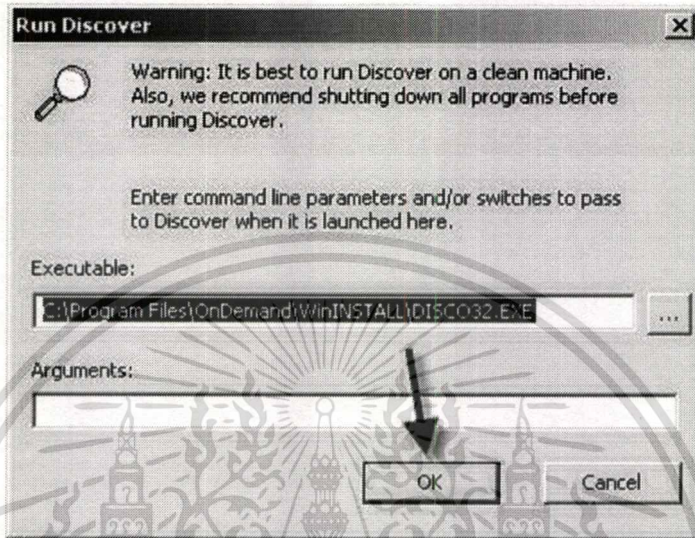 Run Discover
Warning: It is best to run Discover on a clean machine.
Also, we recommend shutting down all programs before
running Discover.
Enter command line parameters and/or switches to pass
to Discover when it is launched here.
Executable:
C:\Program Files\OnDemand\WinINSTALL\DISCO32.EXE
...
Arguments:
OK
Cancel